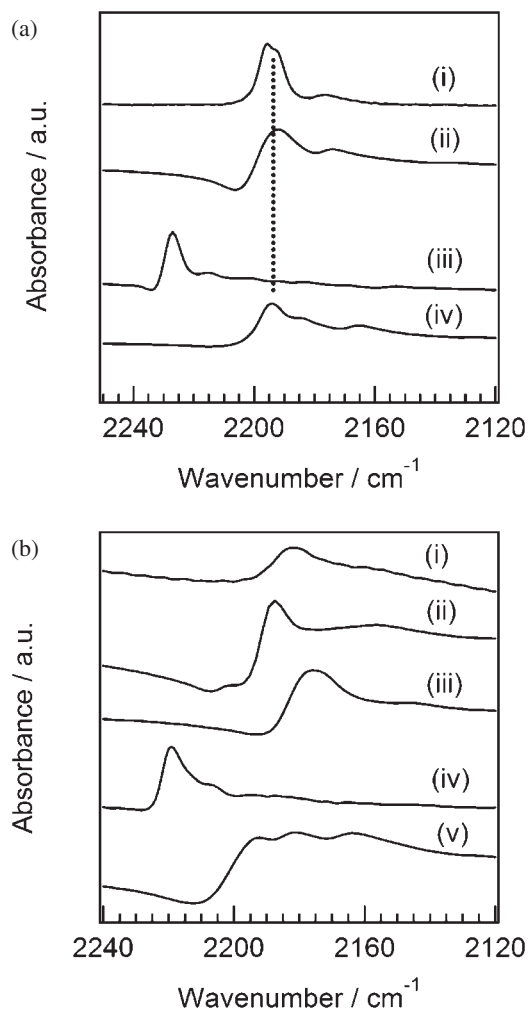 (a)
Absorbance / a.u.
(i)
(ii)
(iii)
(iv)
2240 2200 2160 2120
Wavenumber / cm⁻¹
(b)
Absorbance / a.u.
(i)
(ii)
(iii)
(iv)
(v)
2240 2200 2160 2120
Wavenumber / cm⁻¹